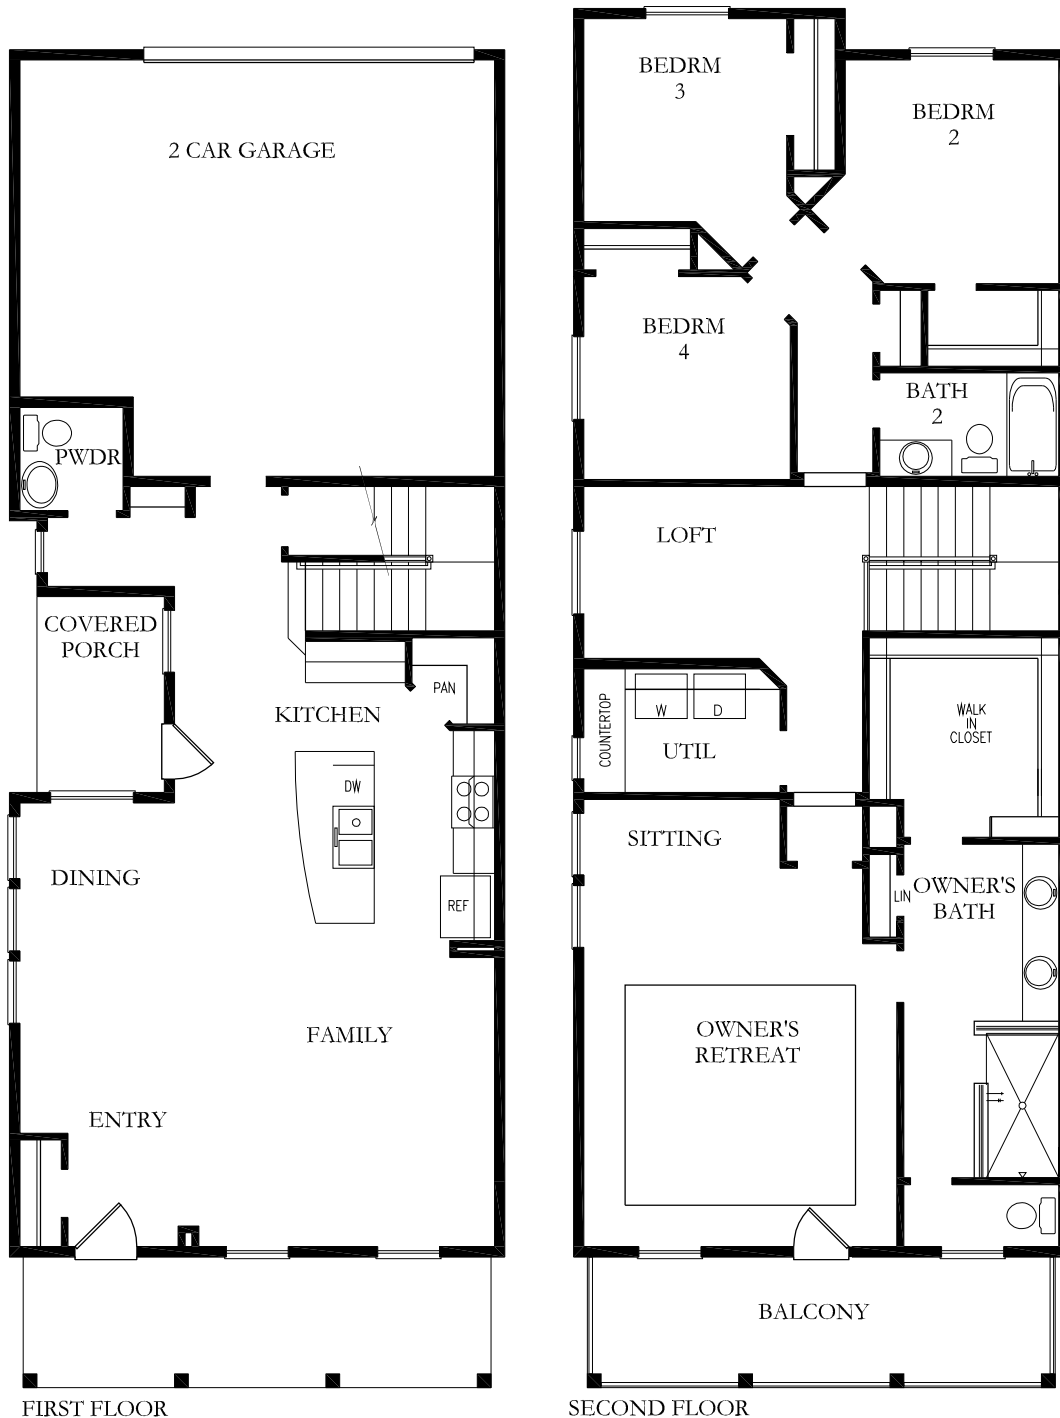 2 CAR GARAGE
PWDR
COVERED
PORCH
KITCHEN
PAN
DW
REF
DINING
FAMILY
ENTRY
FIRST FLOOR
BEDRM
3
BEDRM
2
BEDRM
4
BATH
2
LOFT
COUNTERTOP
W
D
UTIL
WALK
IN
CLOSET
SITTING
LIN
OWNER'S
BATH
OWNER'S
RETREAT
BALCONY
SECOND FLOOR